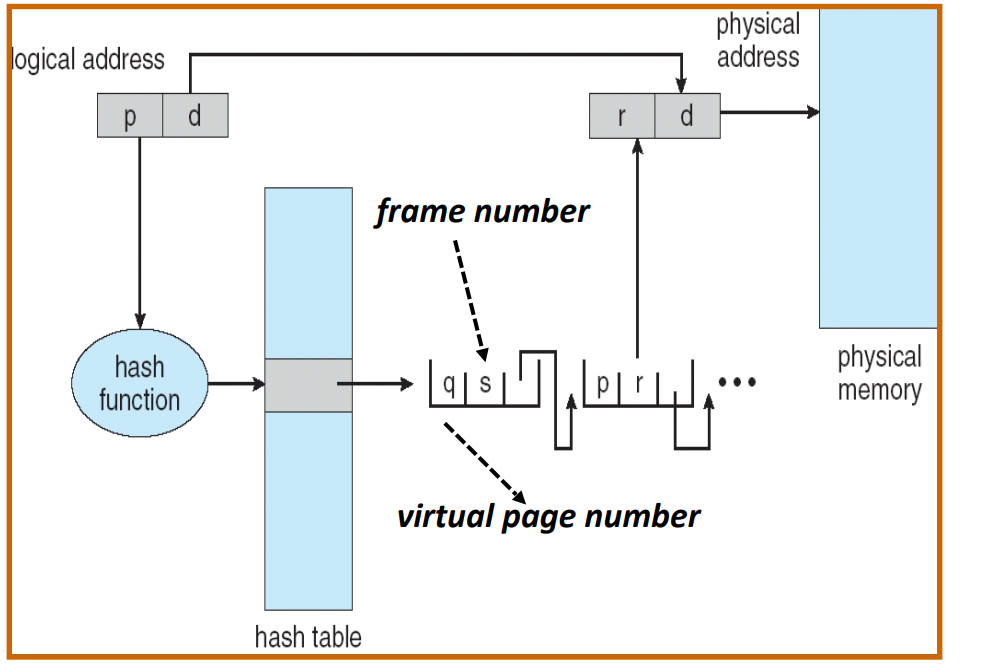 logical address
physical
address
p d
r d
frame number
hash
function
q s
p r
•••
physical
memory
virtual page number
hash table